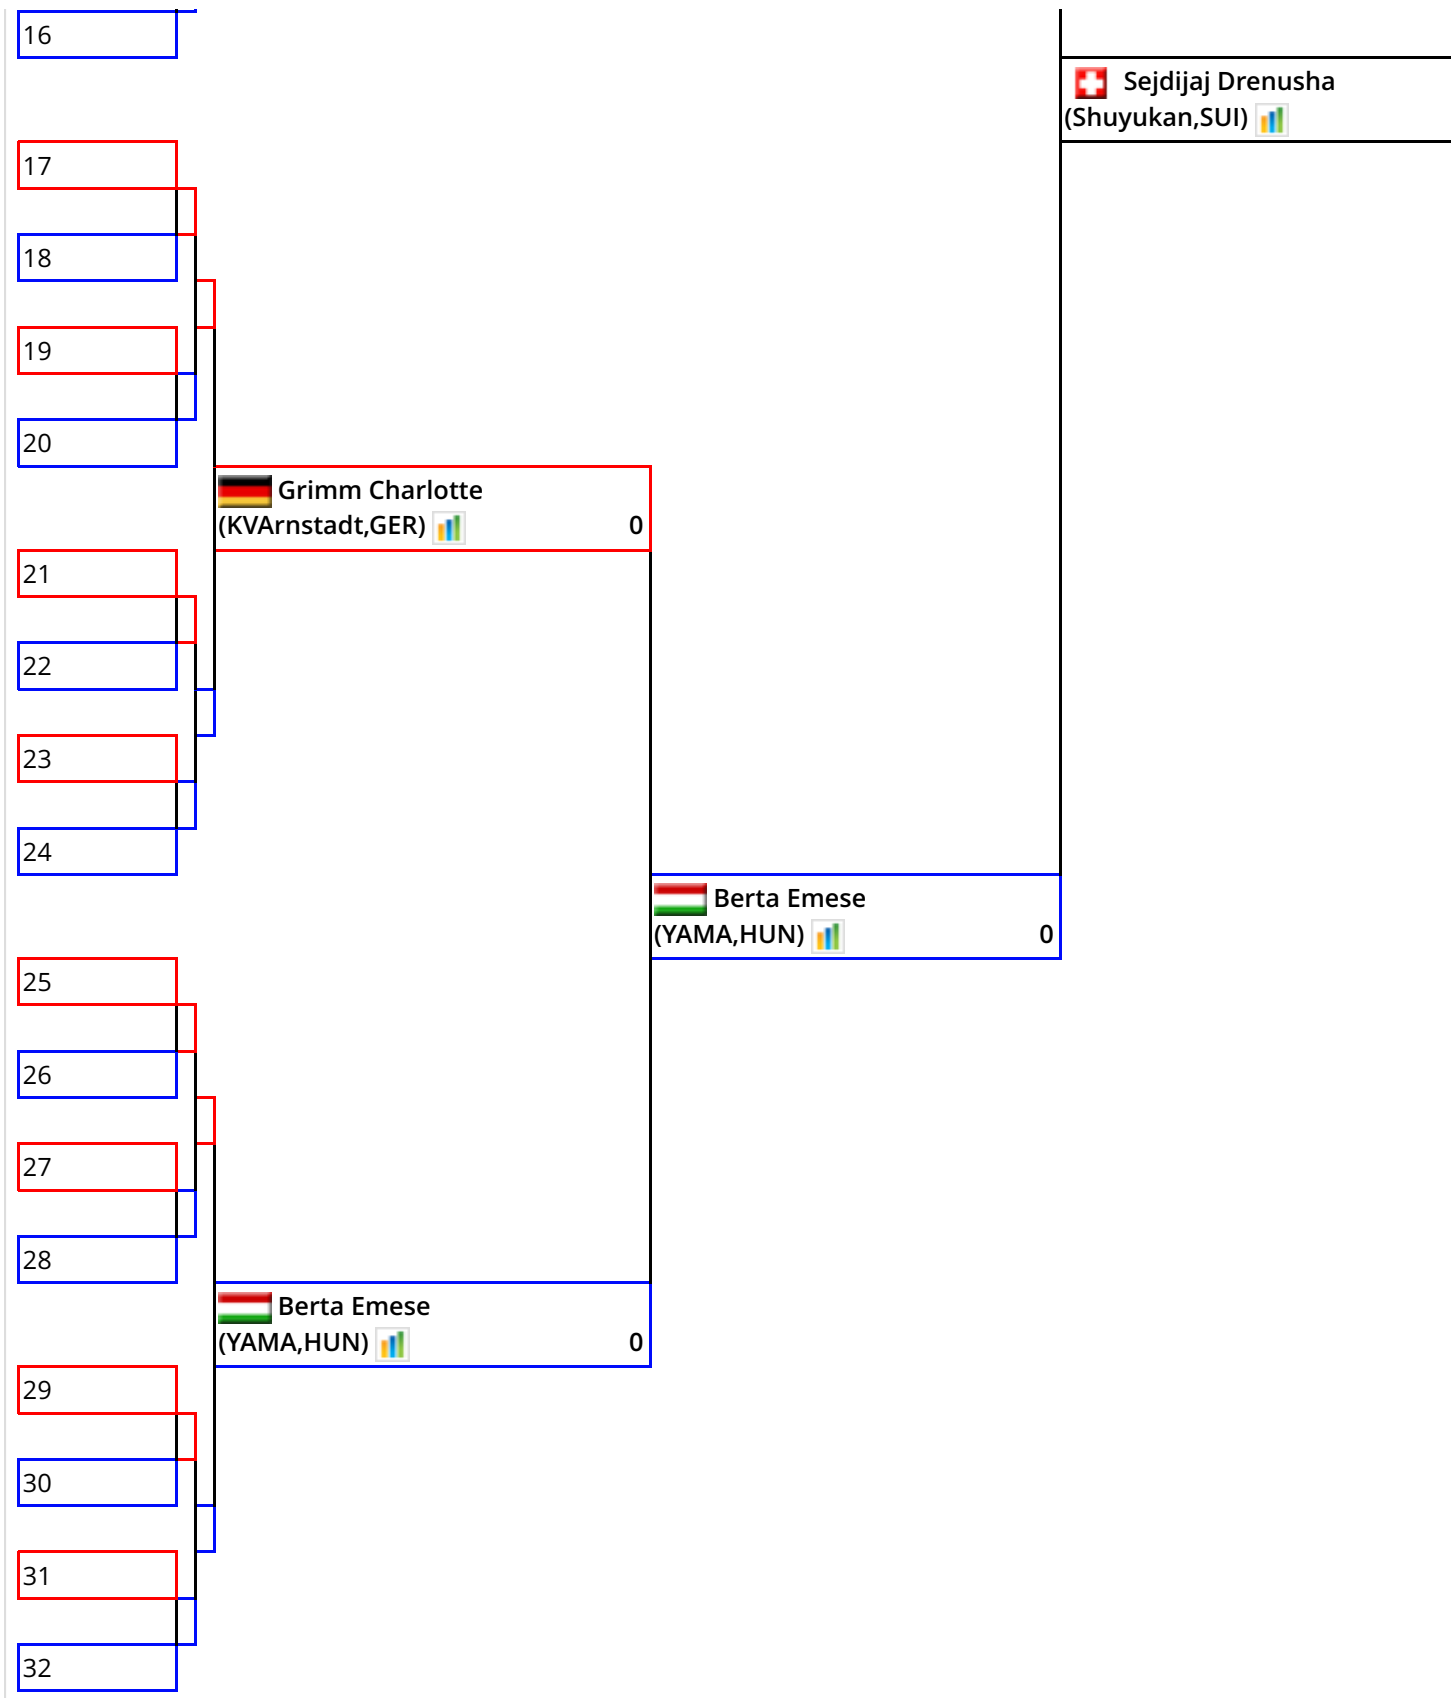 16
Sejdijaj Drenusha
(Shuyukan,SUI)
17
18
19
20
Grimm Charlotte
(KVArnstadt,GER) 0
21
22
23
24
Berta Emese
(YAMA,HUN) 0
25
26
27
28
Berta Emese
(YAMA,HUN) 0
29
30
31
32